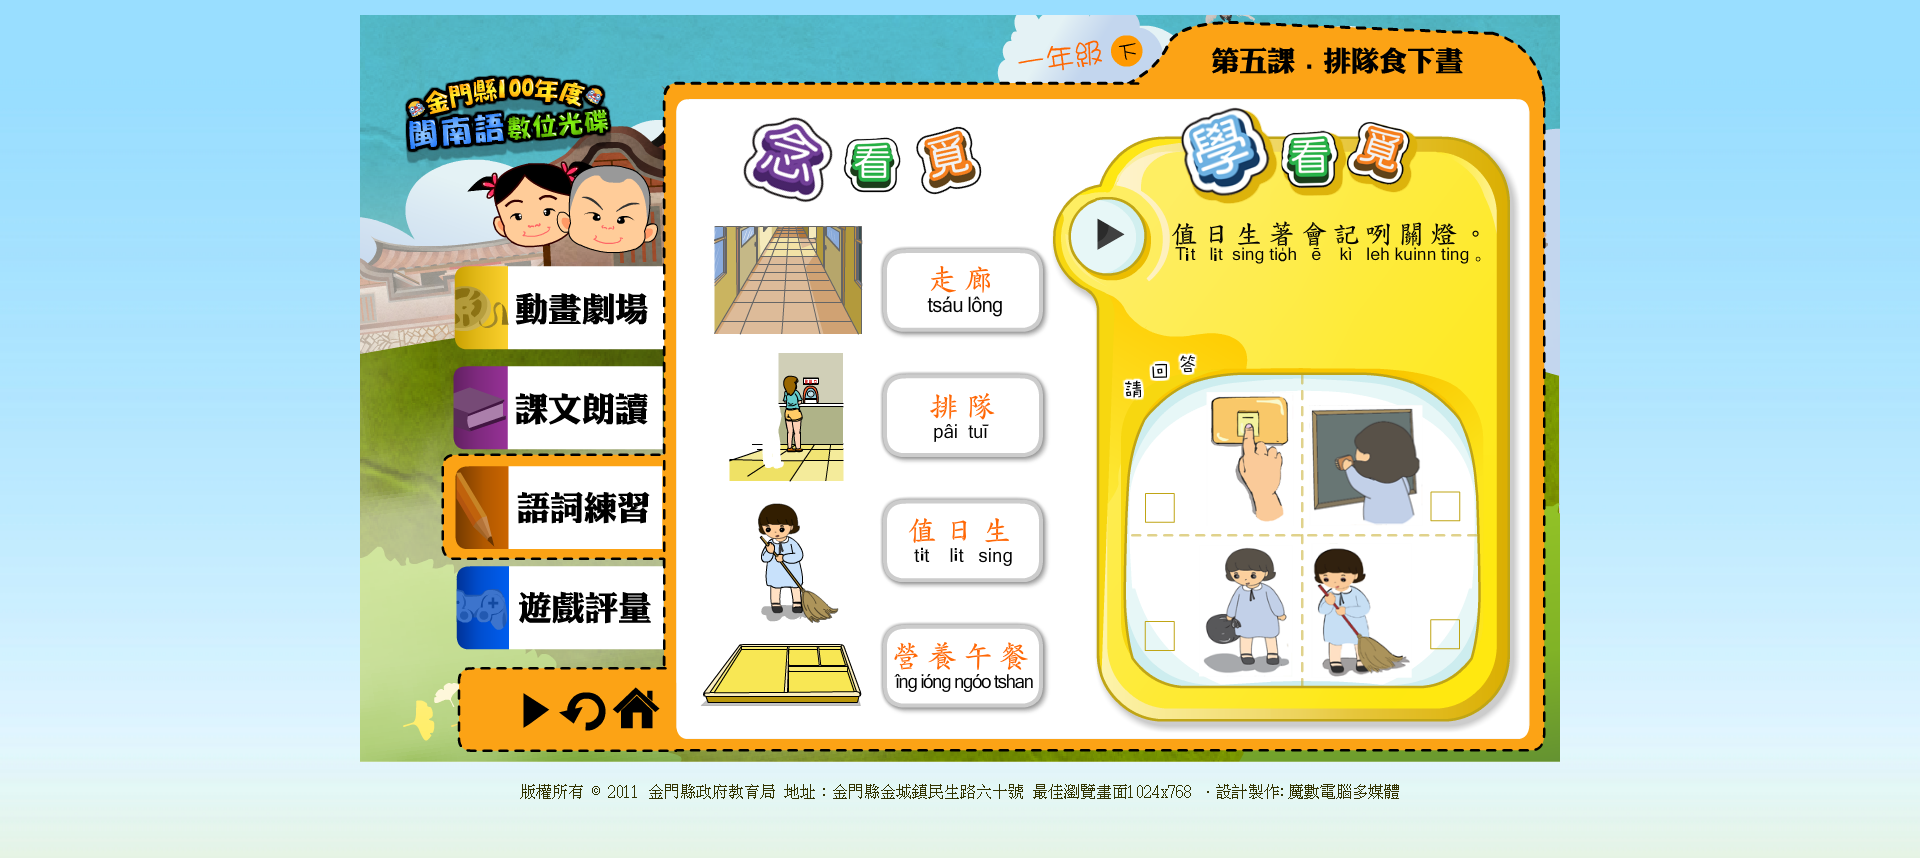 一年級 下
第五課．排隊食下晝
金門縣100年度
閩南語數位光碟
動畫劇場
課文朗讀
語詞練習
遊戲評量
念看覓
走廊
tsáu lông
排隊
pâi tuī
值日生
ti̍t li̍t sing
營養午餐
îng ióng ngóo tshan
學看覓
值日生著會記咧關燈。
Ti̍t li̍t sing tio̍h ē kì leh kuinn ting。
請回答
版權所有 © 2011 金門縣政府教育局 地址：金門縣金城鎮民生路六十號 最佳瀏覽畫面1024x768 ‧設計製作: 魔數電腦多媒體